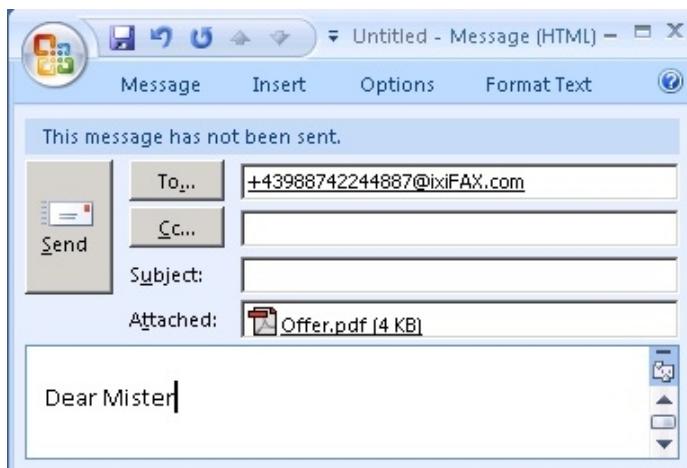 Untitled - Message (HTML)
Message Insert Options Format Text
This message has not been sent.
To... +43988742244887@ixiFAX.com
Send
Cc...
Subject:
Attached: Offer.pdf (4 KB)
Dear Mister